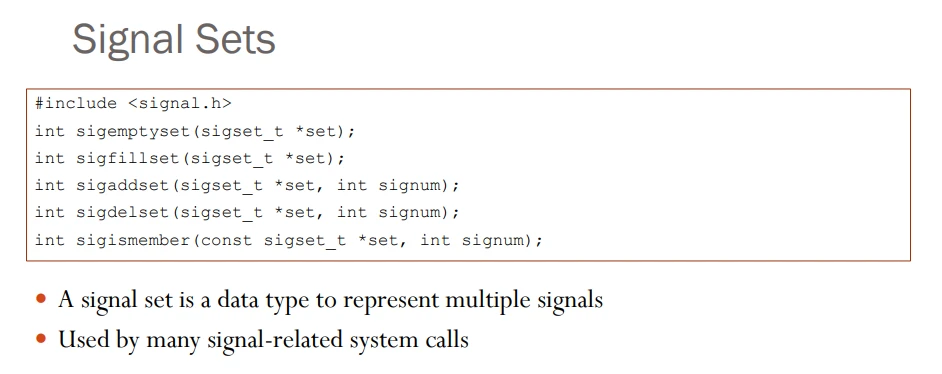 Signal Sets
#include <signal.h>
int sigemptyset(sigset_t *set);
int sigfillset(sigset_t *set);
int sigaddset(sigset_t *set, int signum);
int sigdelset(sigset_t *set, int signum);
int sigismember(const sigset_t *set, int signum);
• A signal set is a data type to represent multiple signals
• Used by many signal-related system calls